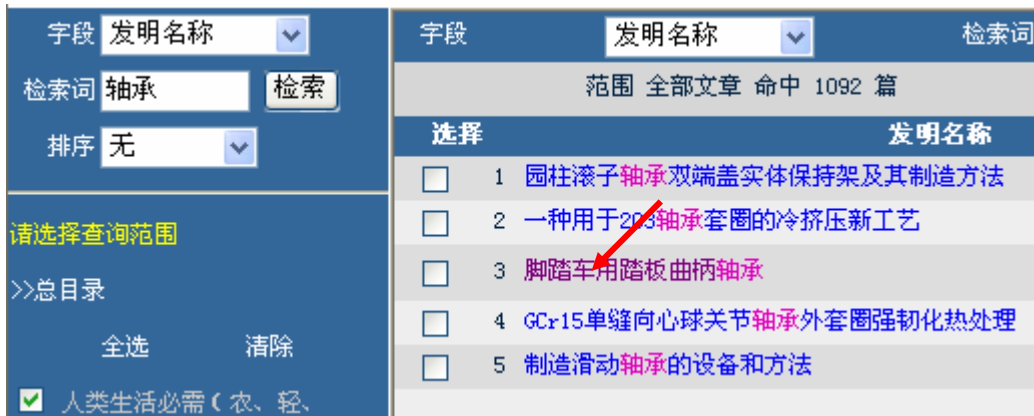 字段 发明名称
检索词 轴承 检索
排序 无
请选择查询范围
>>总目录
全选 清除
人类生活必需(农、轻、
字段 发明名称 检索词
范围 全部文章 命中 1092 篇
选择 发明名称
1 园柱滚子轴承双端盖实体保持架及其制造方法
2 一种用于203轴承套圈的冷挤压新工艺
3 脚踏车用踏板曲柄轴承
4 GCr15单缝向心球关节轴承外套圈强韧化热处理
5 制造滑动轴承的设备和方法